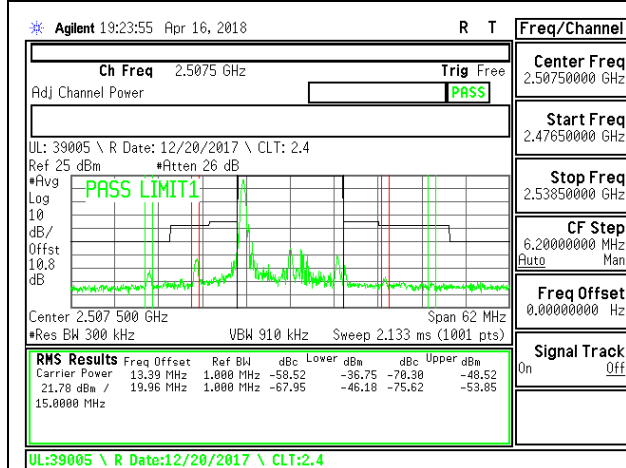 Agilent 19:23:55 Apr 16, 2018 R T
Freq/Channel
Ch Freq 2.5075 GHz Trig Free
Adj Channel Power PASS
Center Freq
2.50750000 GHz
Start Freq
2.47650000 GHz
Stop Freq
2.53850000 GHz
CF Step
6.20000000 MHz
Auto Man
Freq Offset
0.00000000 Hz
Signal Track
On Off
UL: 39005 \ R Date: 12/20/2017 \ CLT: 2.4
Ref 25 dBm #Atten 26 dB
#Avg
Log
10
dB/
Offst
10.8
dB
PASS LIMIT1
Center 2.507 500 GHz Span 62 MHz
#Res BW 300 kHz VBW 910 kHz Sweep 2.133 ms (1001 pts)
RMS Results Freq Offset Ref BW dBc Lower dBm dBc Upper dBm
Carrier Power 13.39 MHz 1.000 MHz -58.52 -36.75 -70.30 -48.52
21.78 dBm / 19.96 MHz 1.000 MHz -67.95 -46.18 -75.62 -53.85
15.0000 MHz
UL:39005 \ R Date:12/20/2017 \ CLT:2.4